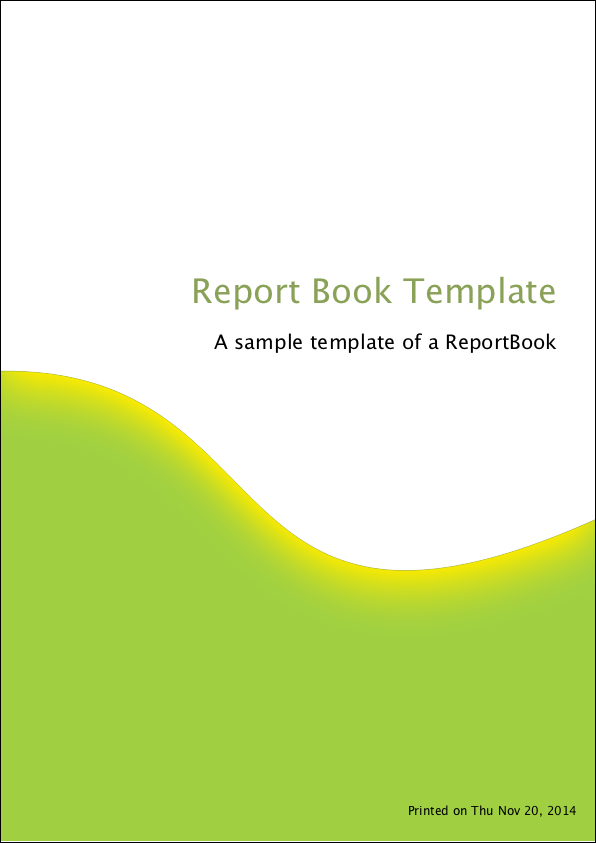 Report Book Template
A sample template of a ReportBook
Printed on Thu Nov 20, 2014